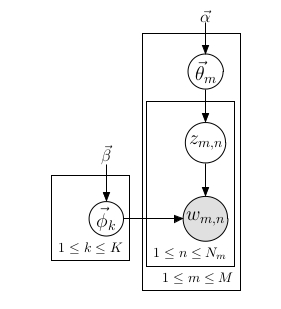 $\vec{\alpha}$
$\vec{\theta}_m$
$z_{m,n}$
$\vec{\beta}$
$\vec{\phi}_k$
$w_{m,n}$
$1 \leq k \leq K$
$1 \leq n \leq N_m$
$1 \leq m \leq M$